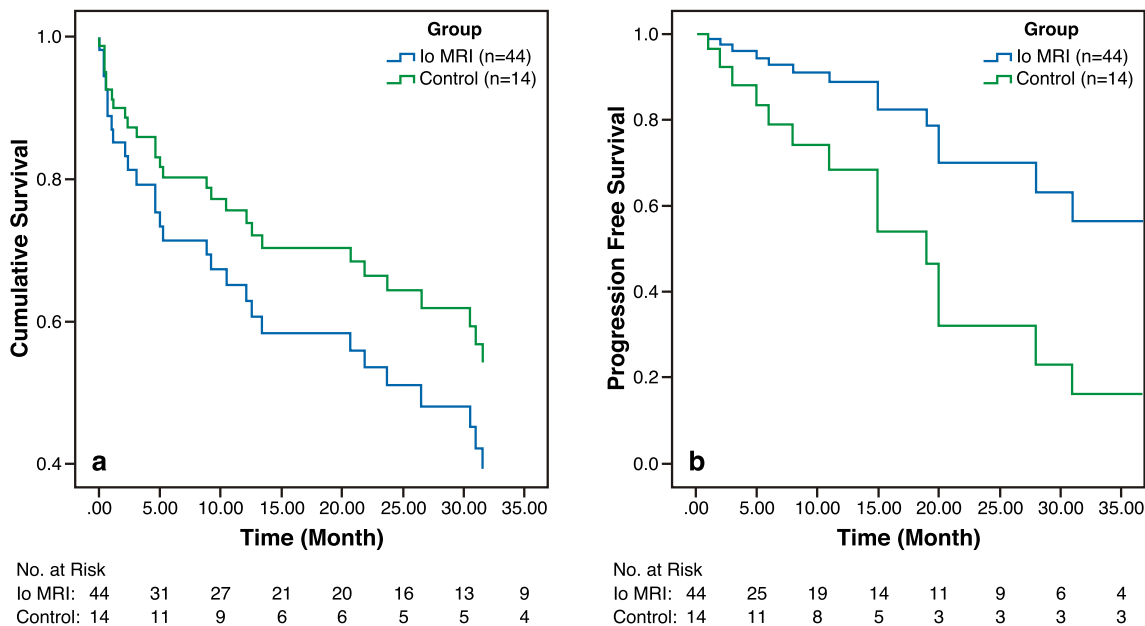 Group
Io MRI (n=44)
Control (n=14)
1.0
0.8
0.6
0.4
Cumulative Survival
a
.00 5.00 10.00 15.00 20.00 25.00 30.00 35.00
Time (Month)
No. at Risk
Io MRI: 44 31 27 21 20 16 13 9
Control: 14 11 9 6 6 5 5 4
Group
Io MRI (n=44)
Control (n=14)
1.0
0.8
0.6
0.4
0.2
0.0
Progression Free Survival
b
.00 5.00 10.00 15.00 20.00 25.00 30.00 35.00
Time (Month)
No. at Risk
Io MRI: 44 25 19 14 11 9 6 4
Control: 14 11 8 5 3 3 3 3